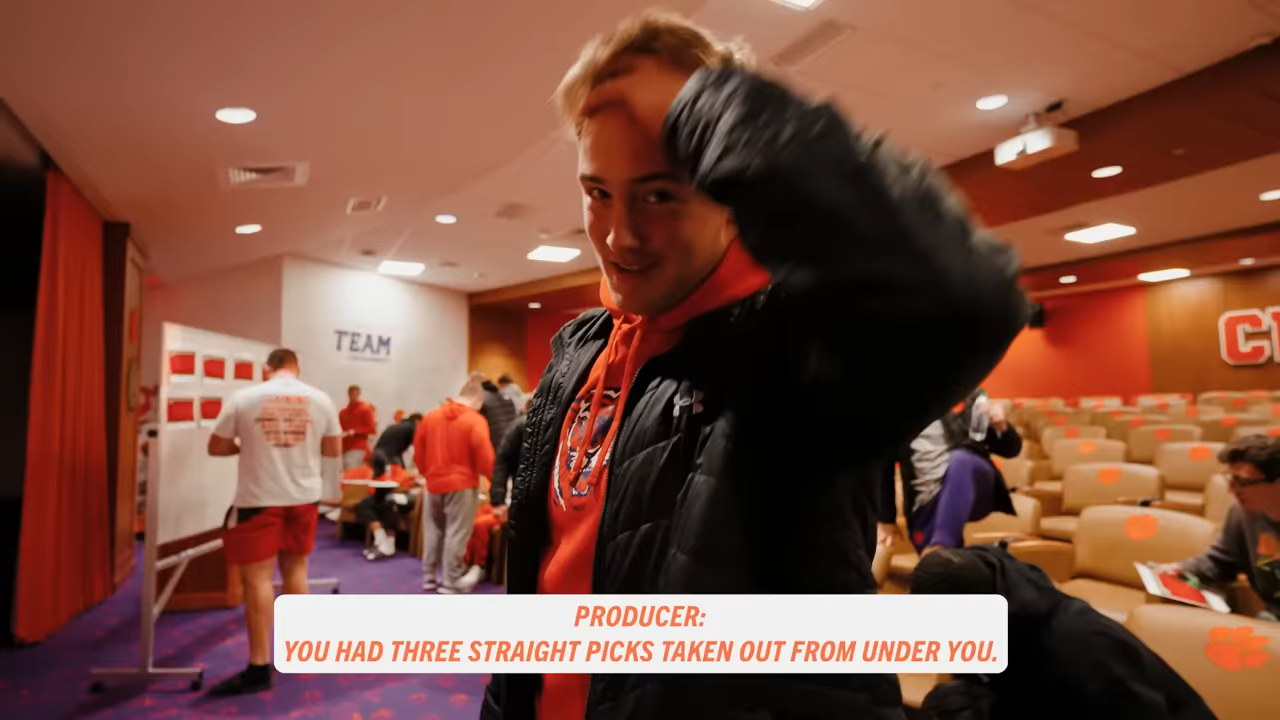 TEAM
C
PRODUCER:
YOU HAD THREE STRAIGHT PICKS TAKEN OUT FROM UNDER YOU.